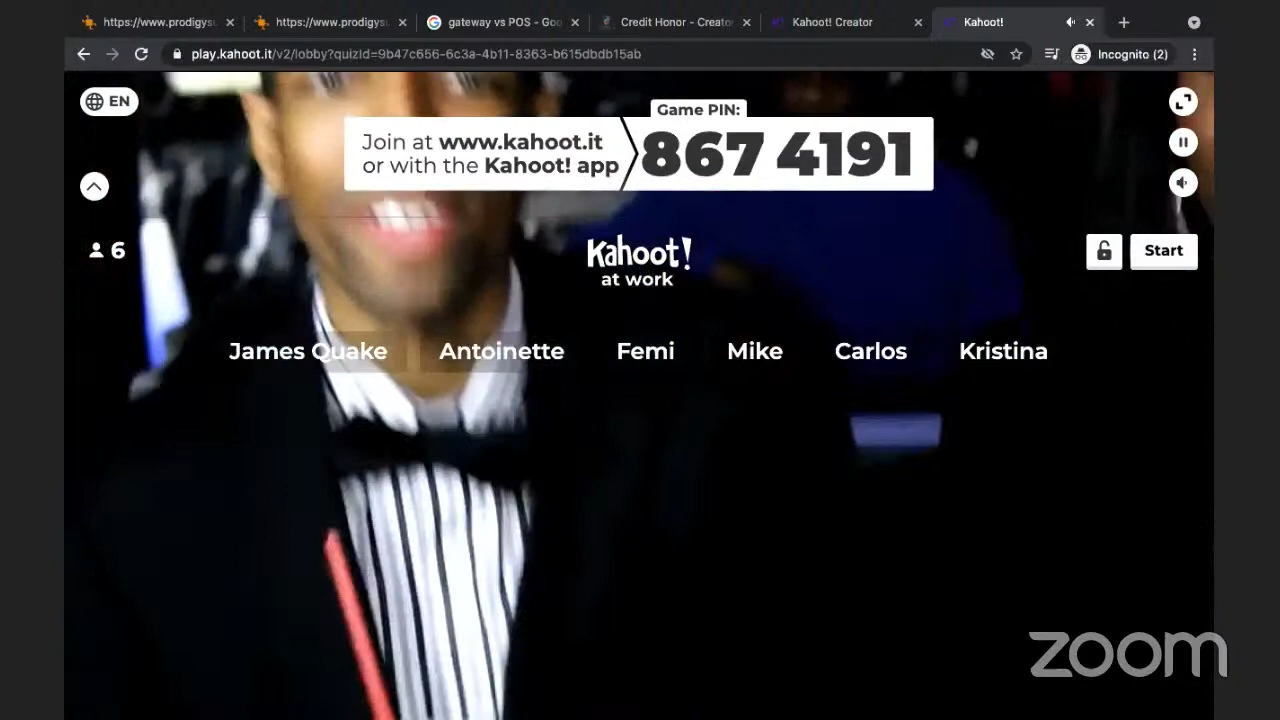 https://www.prodigysu
https://www.prodigysu
gateway vs POS - Goo
Credit Honor - Creator
Kahoot! Creator
Kahoot!
play.kahoot.it/v2/lobby?quizId=9b47c656-6c3a-4b11-8363-b615dbdb15ab
Incognito (2)
EN
Game PIN:
Join at www.kahoot.it
or with the Kahoot! app
867 4191
6
Kahoot!
at work
Start
James Quake
Antoinette
Femi
Mike
Carlos
Kristina
zoom